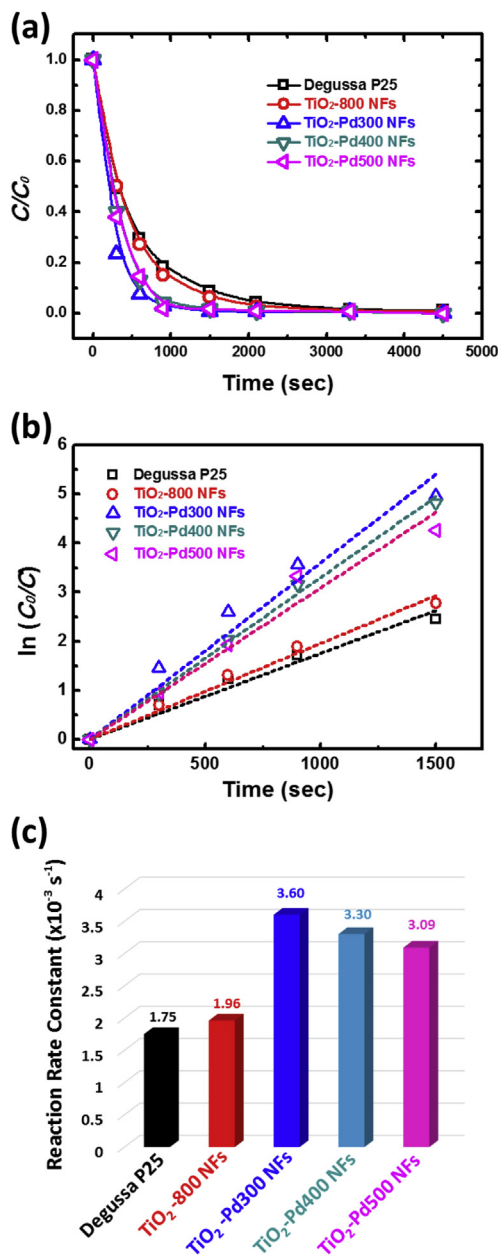 (a)
1.0
0.8
0.6
0.4
0.2
0.0
C/C₀
Degussa P25
TiO₂-800 NFs
TiO₂-Pd300 NFs
TiO₂-Pd400 NFs
TiO₂-Pd500 NFs
0 1000 2000 3000 4000 5000
Time (sec)
(b)
6
5
4
3
2
1
0
ln (C₀/C)
Degussa P25
TiO₂-800 NFs
TiO₂-Pd300 NFs
TiO₂-Pd400 NFs
TiO₂-Pd500 NFs
0 500 1000 1500
Time (sec)
(c)
Reaction Rate Constant (x10⁻³ s⁻¹)
4
3.5
3
2.5
2
1.5
1
0.5
0
1.75
1.96
3.60
3.30
3.09
Degussa P25
TiO₂-800 NFs
TiO₂-Pd300 NFs
TiO₂-Pd400 NFs
TiO₂-Pd500 NFs